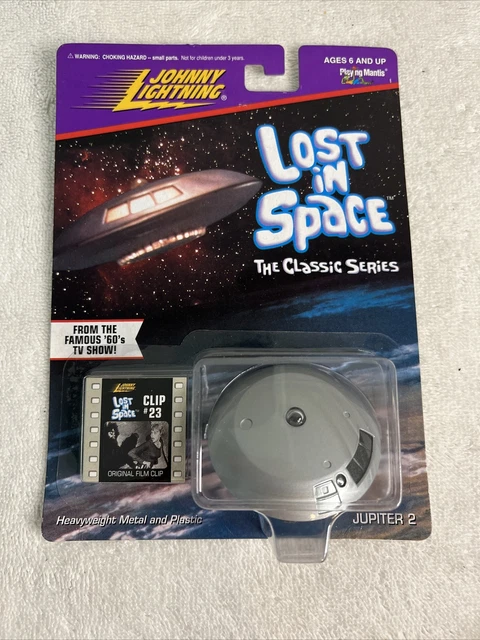 ⚠ WARNING: CHOKING HAZARD – small parts. Not for children under 3 years.
AGES 6 AND UP
Playing Mantis®
JOHNNY
LIGHTNING®
LOST
IN
SPACE™
THE CLASSIC SERIES
FROM THE
FAMOUS '60's
TV SHOW!
JOHNNY
LIGHTNING
LOST
IN
SPACE
CLIP
#23
ORIGINAL FILM CLIP
Heavyweight Metal and Plastic
JUPITER 2